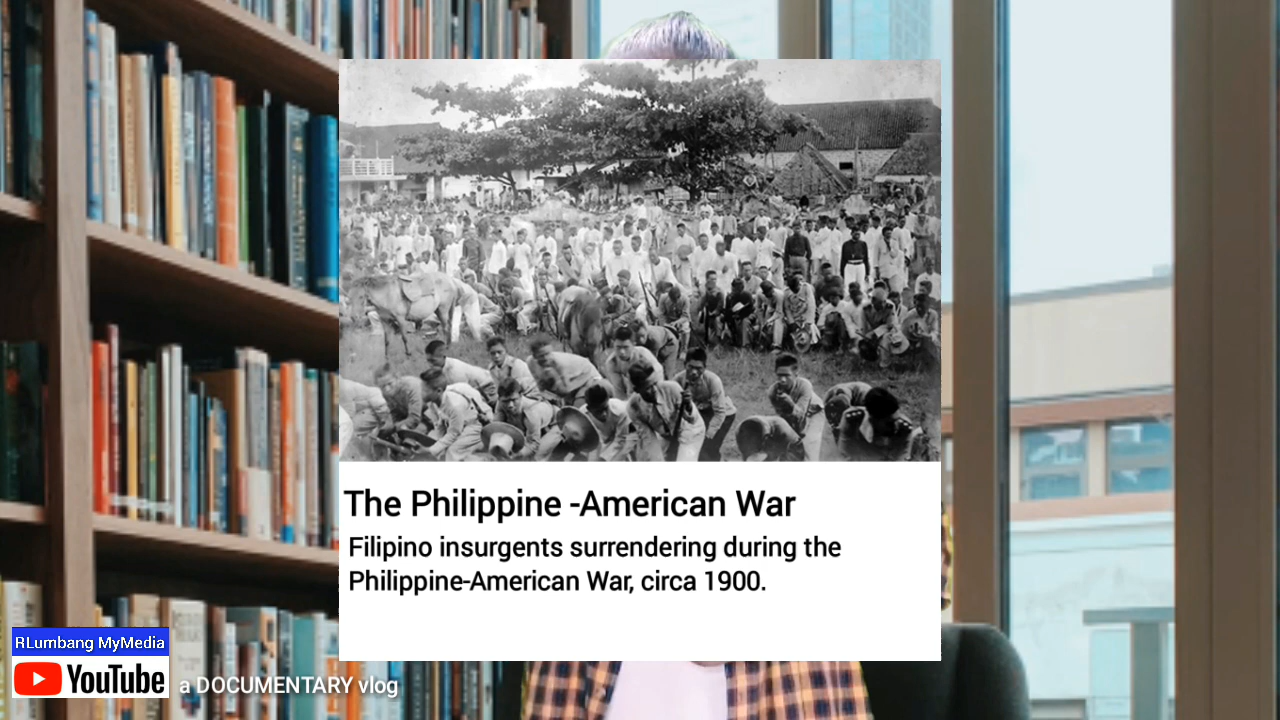 The Philippine -American War
Filipino insurgents surrendering during the
Philippine-American War, circa 1900.
RLumbang MyMedia
YouTube
a DOCUMENTARY vlog